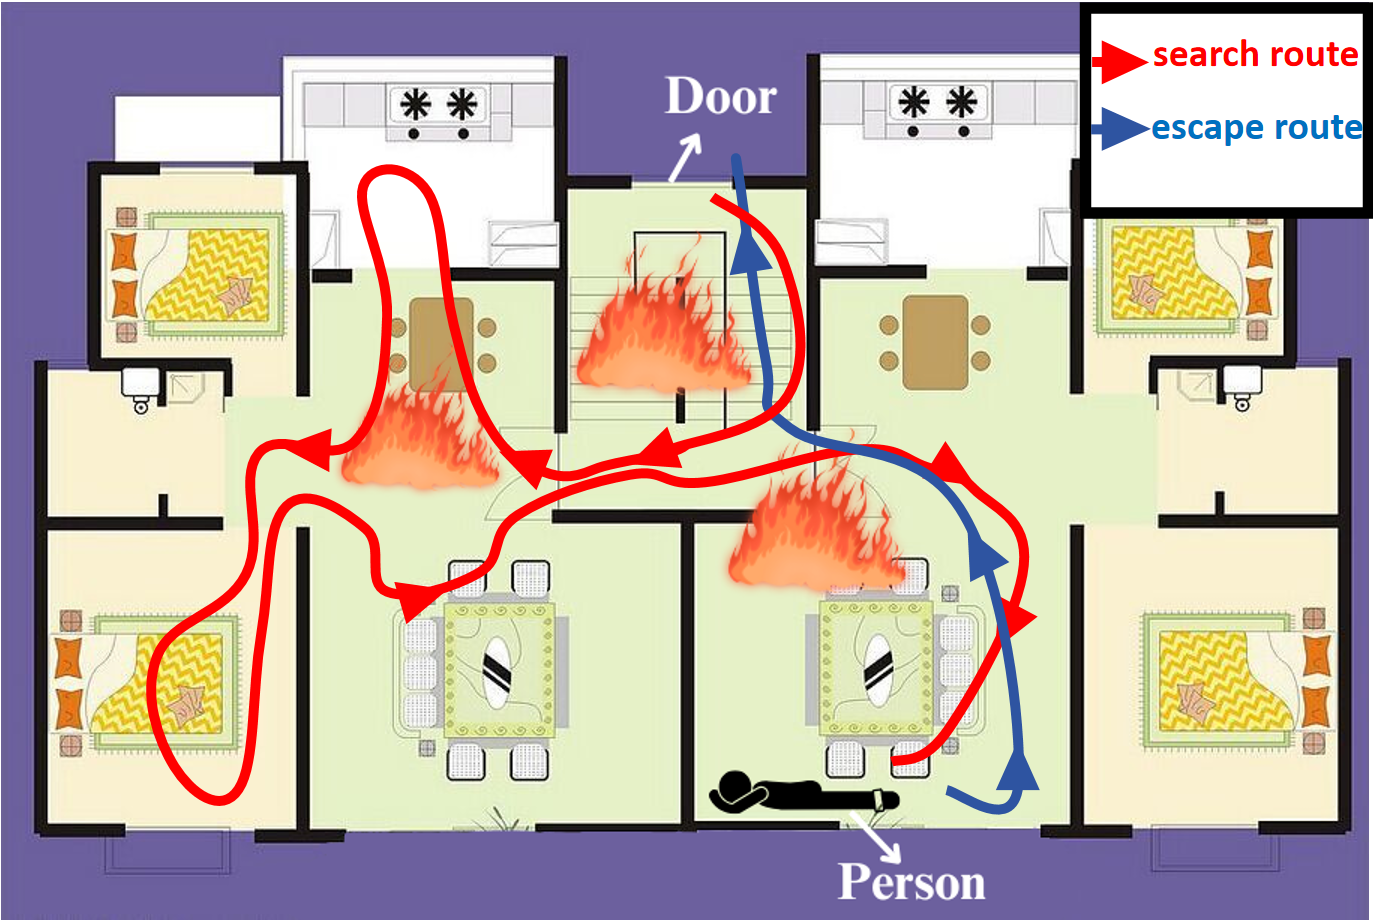 search route
escape route
Door
Person